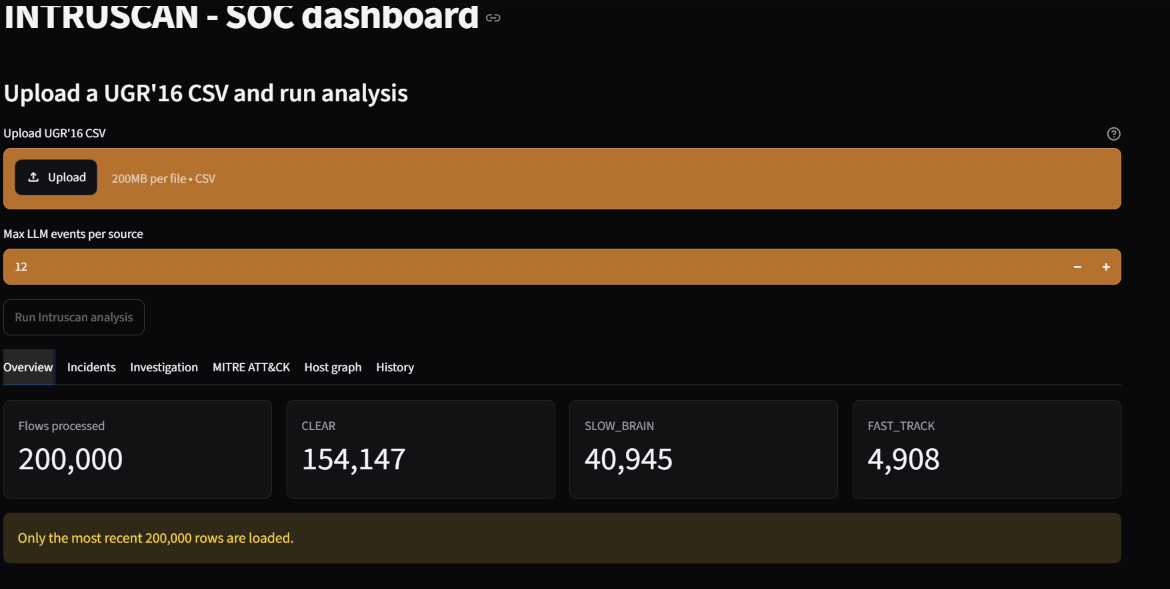 INTRUSCAN - SOC dashboard
Upload a UGR'16 CSV and run analysis
Upload UGR'16 CSV
Upload
200MB per file • CSV
Max LLM events per source
12
Run Intruscan analysis
Overview Incidents Investigation MITRE ATT&CK Host graph History
Flows processed
200,000
CLEAR
154,147
SLOW_BRAIN
40,945
FAST_TRACK
4,908
Only the most recent 200,000 rows are loaded.